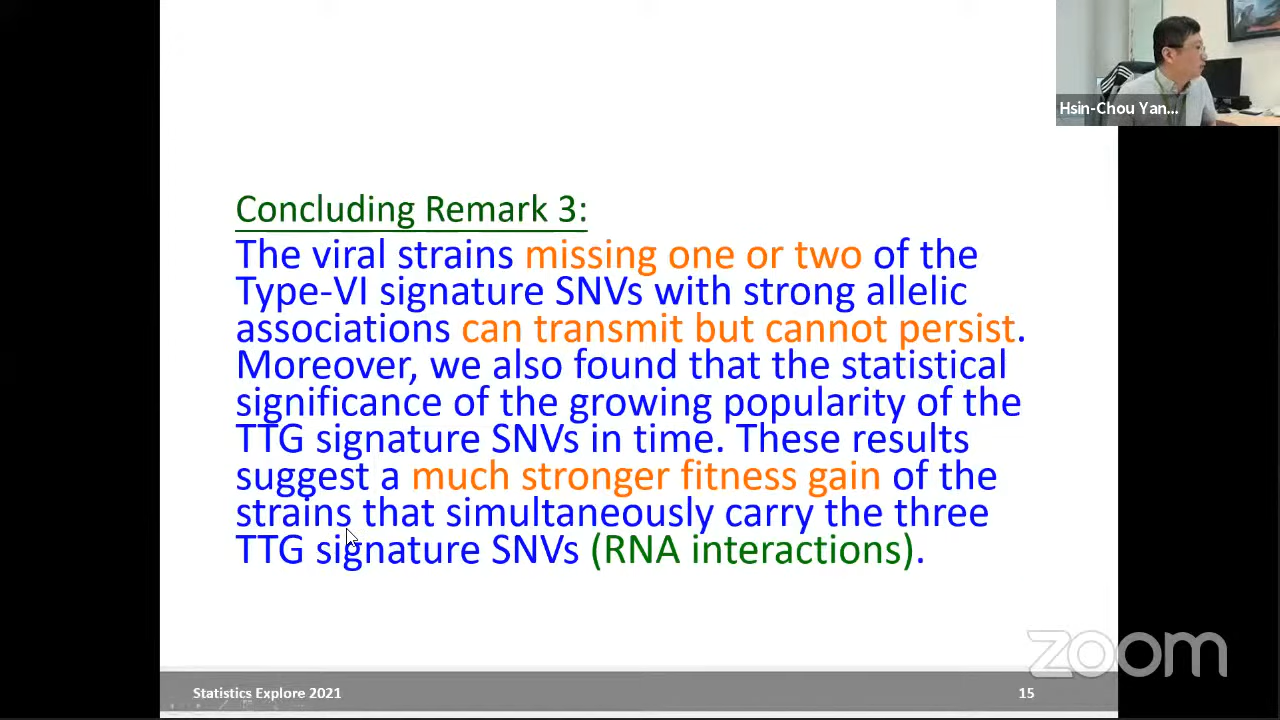 Hsin-Chou Yan...
Concluding Remark 3:
The viral strains missing one or two of the
Type-VI signature SNVs with strong allelic
associations can transmit but cannot persist.
Moreover, we also found that the statistical
significance of the growing popularity of the
TTG signature SNVs in time. These results
suggest a much stronger fitness gain of the
strains that simultaneously carry the three
TTG signature SNVs (RNA interactions).
zoom
Statistics Explore 2021
15